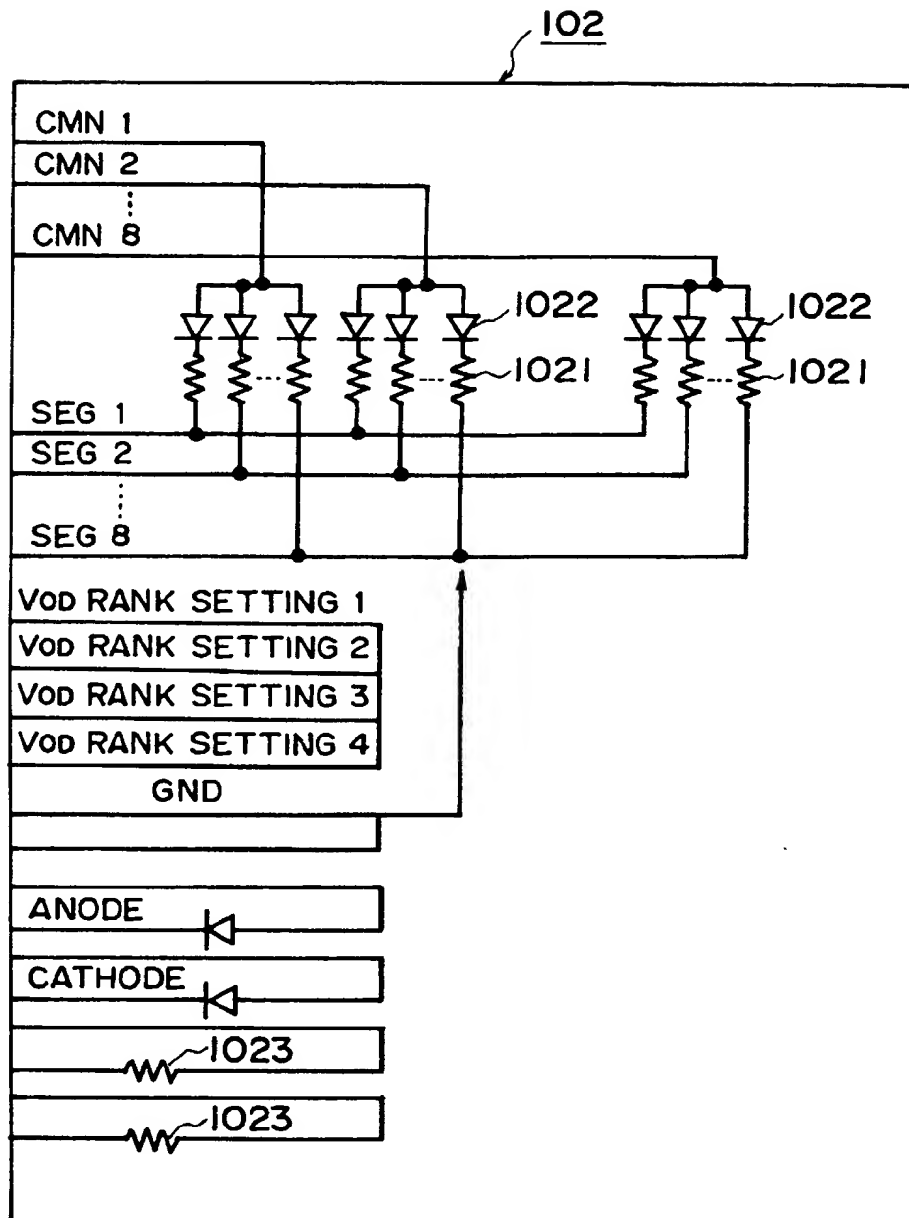 102
CMN 1
CMN 2
CMN 8
1022
1022
1021
1021
SEG 1
SEG 2
SEG 8
VOD RANK SETTING 1
VOD RANK SETTING 2
VOD RANK SETTING 3
VOD RANK SETTING 4
GND
ANODE
CATHODE
1023
1023